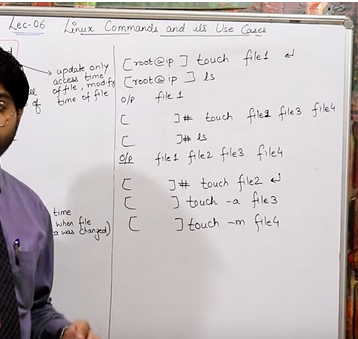 Lec-06 Linux Commands and its Use Cases
update only
access time
of file, modify
time of file
of
time
when file
was changed)
[root@ip] touch file1 ↵
[root@ip] ls
o/p file1
[ ]# touch file2 file3 file4
[ ]# ls
o/p file1 file2 file3 file4
[ ]# touch file2 ↵
[ ] touch -a file3
[ ] touch -m file4